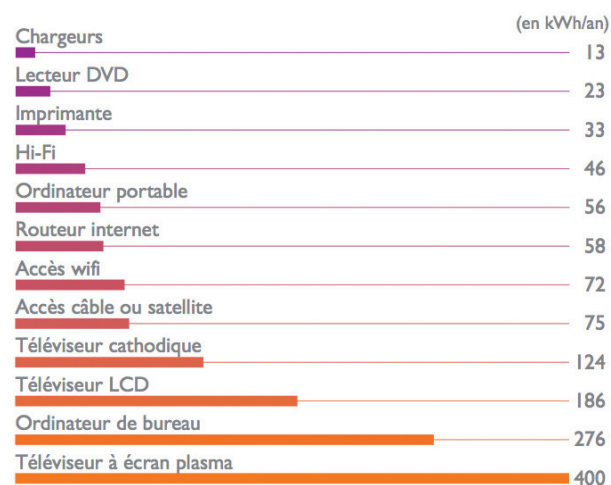 (en kWh/an)
Chargeurs
13
Lecteur DVD
23
Imprimante
33
Hi-Fi
46
Ordinateur portable
56
Routeur internet
58
Accès wifi
72
Accès câble ou satellite
75
Téléviseur cathodique
124
Téléviseur LCD
186
Ordinateur de bureau
276
Téléviseur à écran plasma
400